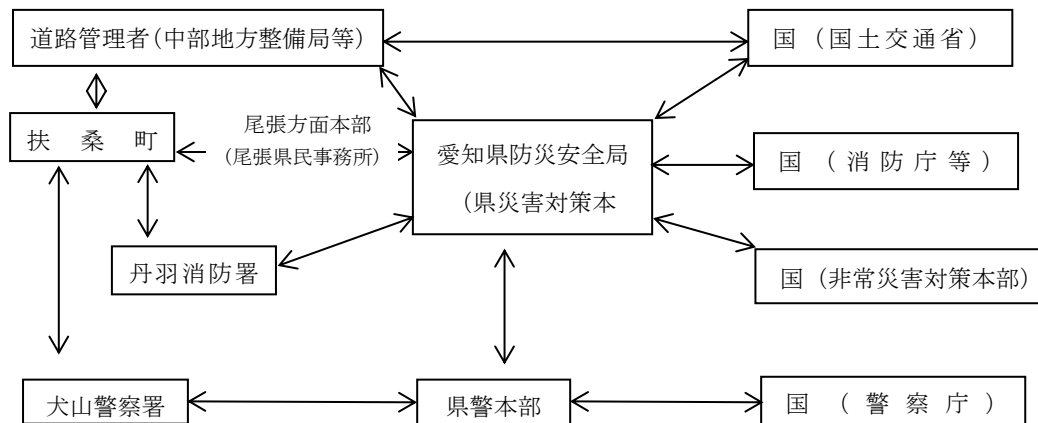 道路管理者（中部地方整備局等）
国（国土交通省）
扶桑町
尾張方面本部
（尾張県民事務所）
愛知県防災安全局
（県災害対策本
国（消防庁等）
丹羽消防署
国（非常災害対策本部）
犬山警察署
県警本部
国（警察庁）